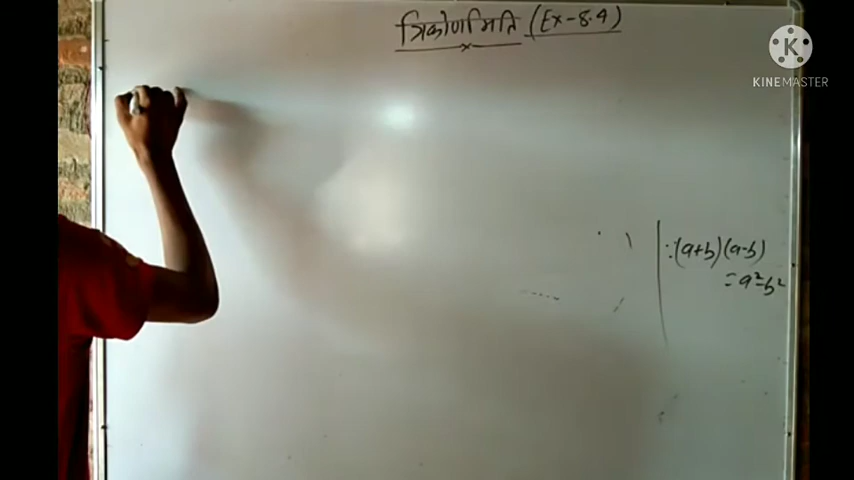 त्रिकोणमिति (Ex-8.4)
KINEMASTER
∵(a+b)(a-b)
=a²-b²